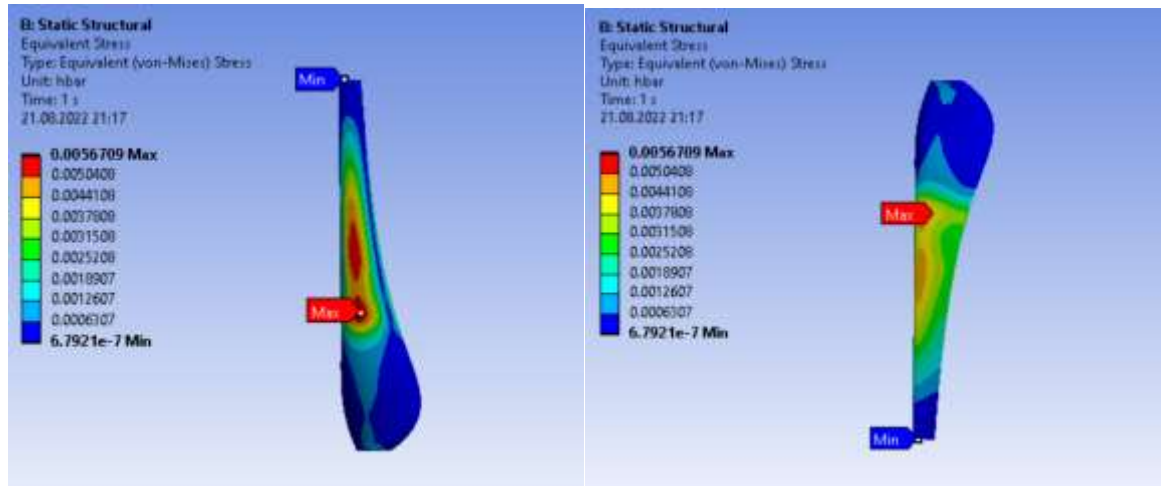 B: Static Structural
Equivalent Stress
Type: Equivalent (von-Mises) Stress
Unit: hbar
Time: 1 s
21.08.2022 21:17
0.0056709 Max
0.0050408
0.0044108
0.0037808
0.0031508
0.0025208
0.0018907
0.0012607
0.0006307
6.7921e-7 Min
Min
Max
B: Static Structural
Equivalent Stress
Type: Equivalent (von-Mises) Stress
Unit: hbar
Time: 1 s
21.08.2022 21:17
0.0056709 Max
0.0050408
0.0044108
0.0037808
0.0031508
0.0025208
0.0018907
0.0012607
0.0006307
6.7921e-7 Min
Max
Min